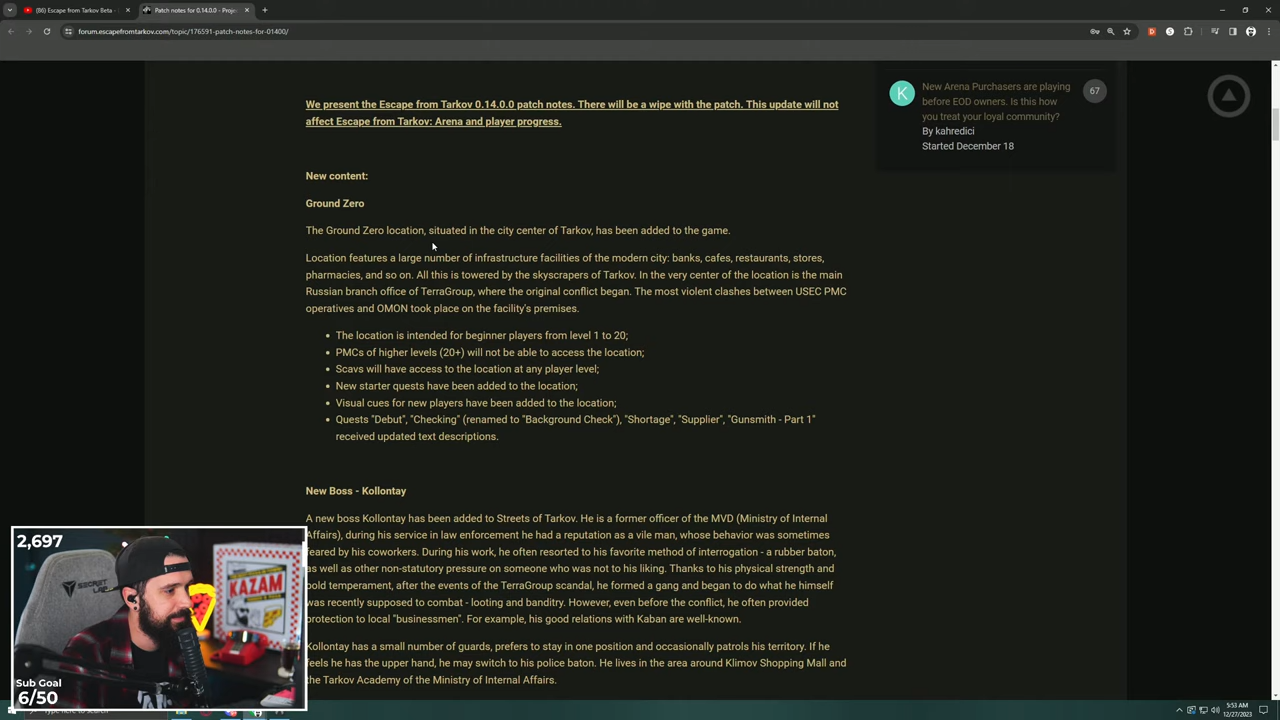 (86) Escape from Tarkov Beta -
Patch notes for 0.14.0.0 - Proje
forum.escapefromtarkov.com/topic/176591-patch-notes-for-01400/
We present the Escape from Tarkov 0.14.0.0 patch notes. There will be a wipe with the patch. This update will not
affect Escape from Tarkov: Arena and player progress.
K
New Arena Purchasers are playing
before EOD owners. Is this how
you treat your loyal community?
67
By kahredici
Started December 18
New content:
Ground Zero
The Ground Zero location, situated in the city center of Tarkov, has been added to the game.
Location features a large number of infrastructure facilities of the modern city: banks, cafes, restaurants, stores,
pharmacies, and so on. All this is towered by the skyscrapers of Tarkov. In the very center of the location is the main
Russian branch office of TerraGroup, where the original conflict began. The most violent clashes between USEC PMC
operatives and OMON took place on the facility's premises.
• The location is intended for beginner players from level 1 to 20;
• PMCs of higher levels (20+) will not be able to access the location;
• Scavs will have access to the location at any player level;
• New starter quests have been added to the location;
• Visual cues for new players have been added to the location;
• Quests "Debut", "Checking" (renamed to "Background Check"), "Shortage", "Supplier", "Gunsmith - Part 1"
received updated text descriptions.
New Boss - Kollontay
A new boss Kollontay has been added to Streets of Tarkov. He is a former officer of the MVD (Ministry of Internal
Affairs), during his service in law enforcement he had a reputation as a vile man, whose behavior was sometimes
feared by his coworkers. During his work, he often resorted to his favorite method of interrogation - a rubber baton,
as well as other non-statutory pressure on someone who was not to his liking. Thanks to his physical strength and
bold temperament, after the events of the TerraGroup scandal, he formed a gang and began to do what he himself
was recently supposed to combat - looting and banditry. However, even before the conflict, he often provided
protection to local "businessmen". For example, his good relations with Kaban are well-known.
Kollontay has a small number of guards, prefers to stay in one position and occasionally patrols his territory. If he
feels he has the upper hand, he may switch to his police baton. He lives in the area around Klimov Shopping Mall and
the Tarkov Academy of the Ministry of Internal Affairs.
2,697
SECRET
KAZAM
Sub Goal
6/50
Type here to search
9:53 AM
12/27/2023